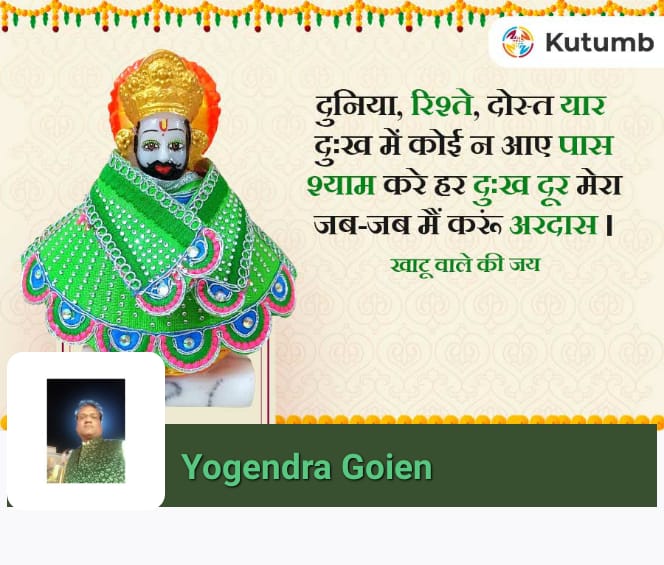 Kutumb
दुनिया, रिश्ते, दोस्त यार
दुःख में कोई न आए पास
श्याम करे हर दुःख दूर मेरा
जब-जब मैं करूं अरदास ।
खाटू वाले की जय
Yogendra Goien